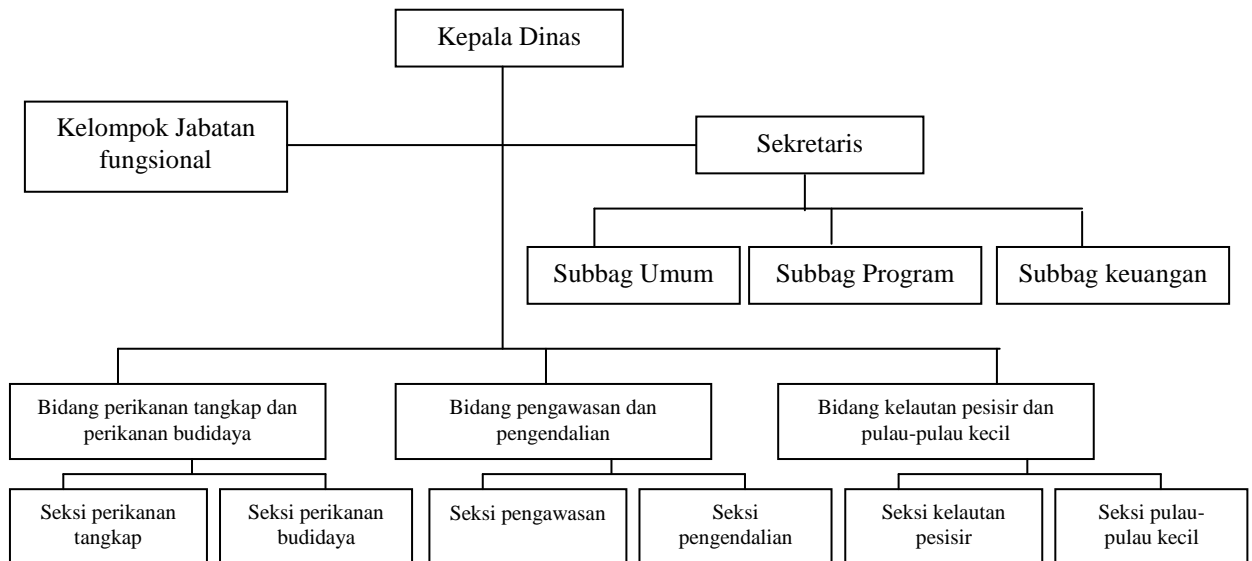 Kepala Dinas
Kelompok Jabatan
fungsional
Sekretaris
Subbag Umum
Subbag Program
Subbag keuangan
Bidang perikanan tangkap dan
perikanan budidaya
Bidang pengawasan dan
pengendalian
Bidang kelautan pesisir dan
pulau-pulau kecil
Seksi perikanan
tangkap
Seksi perikanan
budidaya
Seksi pengawasan
Seksi
pengendalian
Seksi kelautan
pesisir
Seksi pulau-
pulau kecil